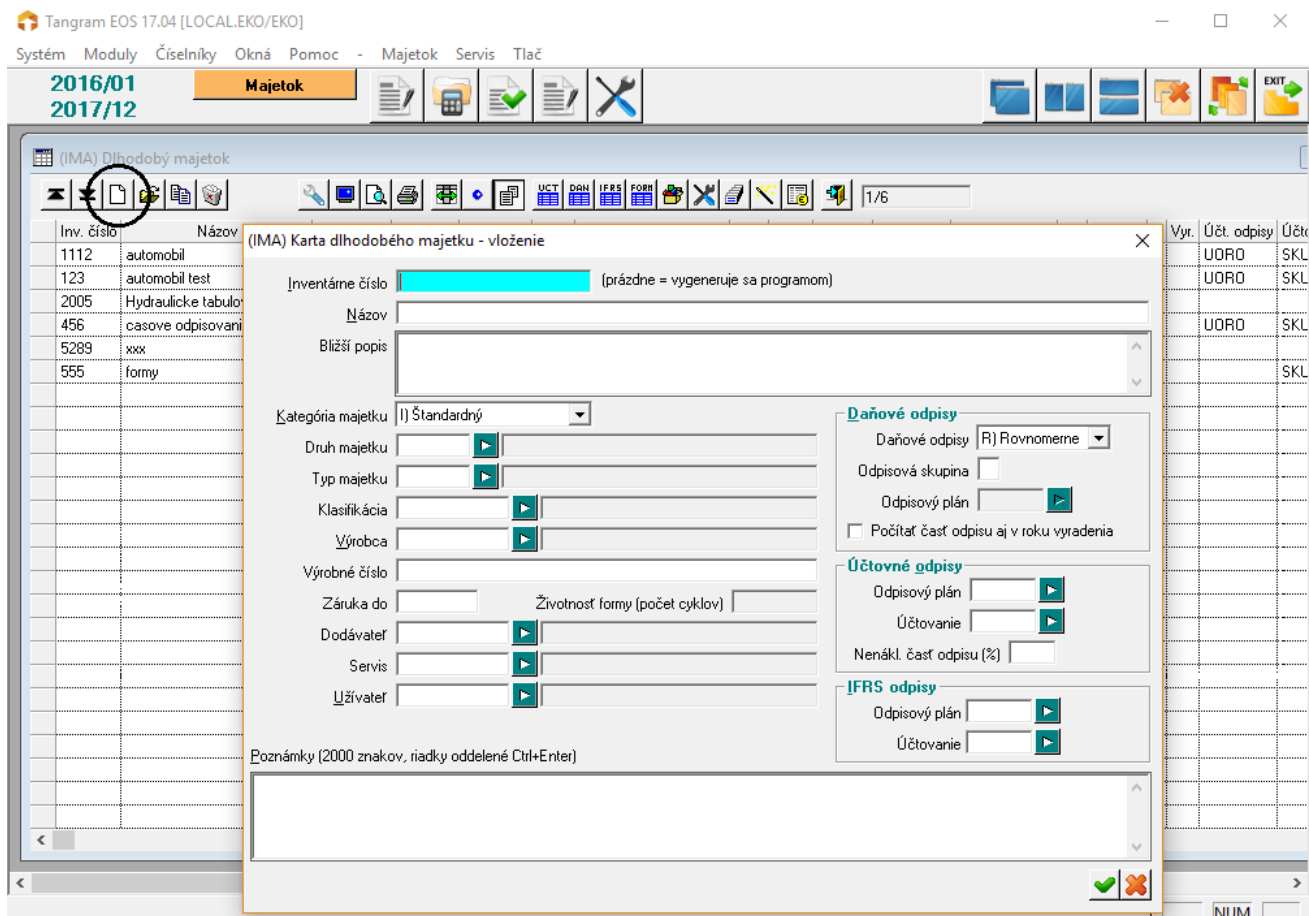 Tangram EOS 17.04 [LOCAL.EKO/EKO]
Systém Moduly Číselníky Okná Pomoc - Majetok Servis Tlač
2016/01
2017/12
Majetok
EXIT
(IMA) Dlhodobý majetok
UCT DAN IFRS FORM
1/6
Inv. číslo Názov Vyr. Účt. odpisy
1112 automobil UORO
123 automobil test UORO
2005 Hydraulicke
456 casove UORO
5289 xxx
555 formy
(IMA) Karta dlhodobého majetku - vloženie
Inventárne číslo (prázdne = vygeneruje sa programom)
Názov
Bližší popis
Kategória majetku I) Štandardný
Druh majetku
Typ majetku
Klasifikácia
Výrobca
Výrobné číslo
Záruka do Životnosť formy (počet cyklov)
Dodávateľ
Servis
Užívateľ
Daňové odpisy
Daňové odpisy R) Rovnomerne
Odpisová skupina
Odpisový plán
Počítať časť odpisu aj v roku vyradenia
Účtovné odpisy
Odpisový plán
Účtovanie
Nenákl. časť odpisu (%)
IFRS odpisy
Odpisový plán
Účtovanie
Poznámky (2000 znakov, riadky oddelené Ctrl+Enter)
NUM